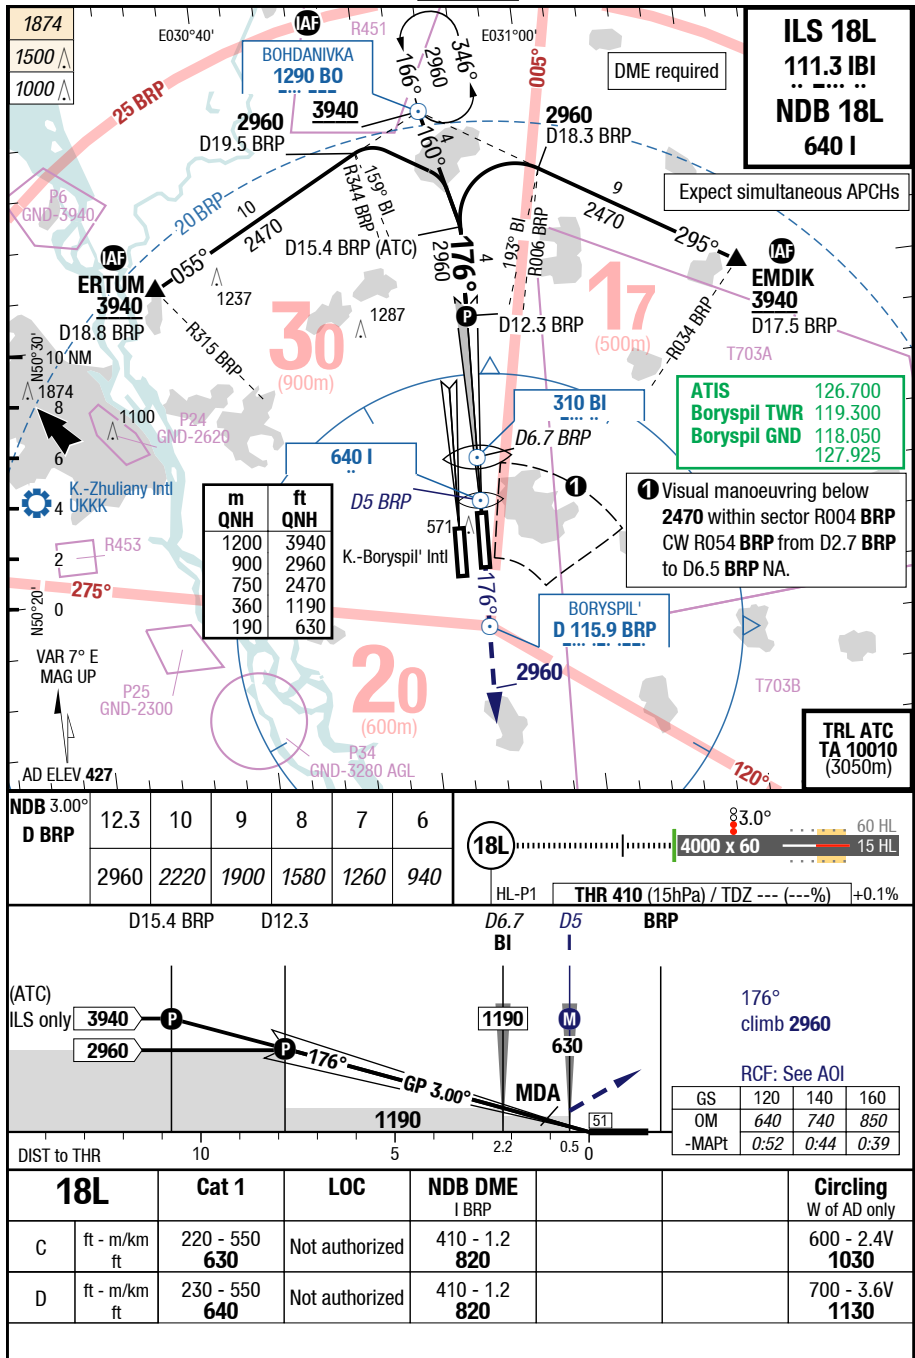 1874
1500
1000
E030°40'
IAF
R451
E031°00'
ILS 18L
111.3 IBI
NDB 18L
640 I
BOHDANIVKA
1290 BO
3940
166°
2960
346°
005°
DME required
25 BRP
2960
D19.5 BRP
4
160°
2960
D18.3 BRP
Expect simultaneous APCHs
P6
GND-3940
20 BRP
10
2470
055°
159° BI
R344 BRP
D15.4 BRP (ATC)
2960
176°
4
193° BI
R006 BRP
9
2470
295°
IAF
ERTUM
3940
D18.8 BRP
IAF
EMDIK
3940
D17.5 BRP
1237
1287
30
(900m)
P
D12.3 BRP
17
(500m)
R315 BRP
R034 BRP
T703A
N50°30'
10 NM
1874
8
1100
P24
GND-2620
6
310 BI
D6.7 BRP
ATIS 126.700
Boryspil TWR 119.300
Boryspil GND 118.050
127.925
640 I
D5 BRP
K.-Zhuliany Intl
UKKK
4
1
1 Visual manoeuvring below
2470 within sector R004 BRP
CW R054 BRP from D2.7 BRP
to D6.5 BRP NA.
m ft
QNH QNH
1200 3940
900 2960
750 2470
360 1190
190 630
571
K.-Boryspil' Intl
R453
2
275°
176°
N50°20'
0
BORYSPIL'
D 115.9 BRP
VAR 7° E
MAG UP
2960
P25
GND-2300
20
(600m)
T703B
P34
GND-3280 AGL
120°
TRL ATC
TA 10010
(3050m)
AD ELEV 427
NDB 3.00°
D BRP
12.3 10 9 8 7 6
2960 2220 1900 1580 1260 940
3.0°
60 HL
18L
4000 x 60
15 HL
HL-P1
THR 410 (15hPa) / TDZ --- (---%)
+0.1%
D15.4 BRP D12.3 D6.7 D5 BRP
BI I
(ATC)
ILS only
3940
P
2960
P
176°
GP 3.00°
1190
M
630
MDA
1190
51
176°
climb 2960
RCF: See AOI
GS 120 140 160
OM 640 740 850
-MAPt 0:52 0:44 0:39
DIST to THR 10 5 2.2 0.5 0
18L Cat 1 LOC NDB DME Circling
I BRP W of AD only
C ft - m/km 220 - 550 Not authorized 410 - 1.2 600 - 2.4V
ft 630 820 1030
D ft - m/km 230 - 550 Not authorized 410 - 1.2 700 - 3.6V
ft 640 820 1130